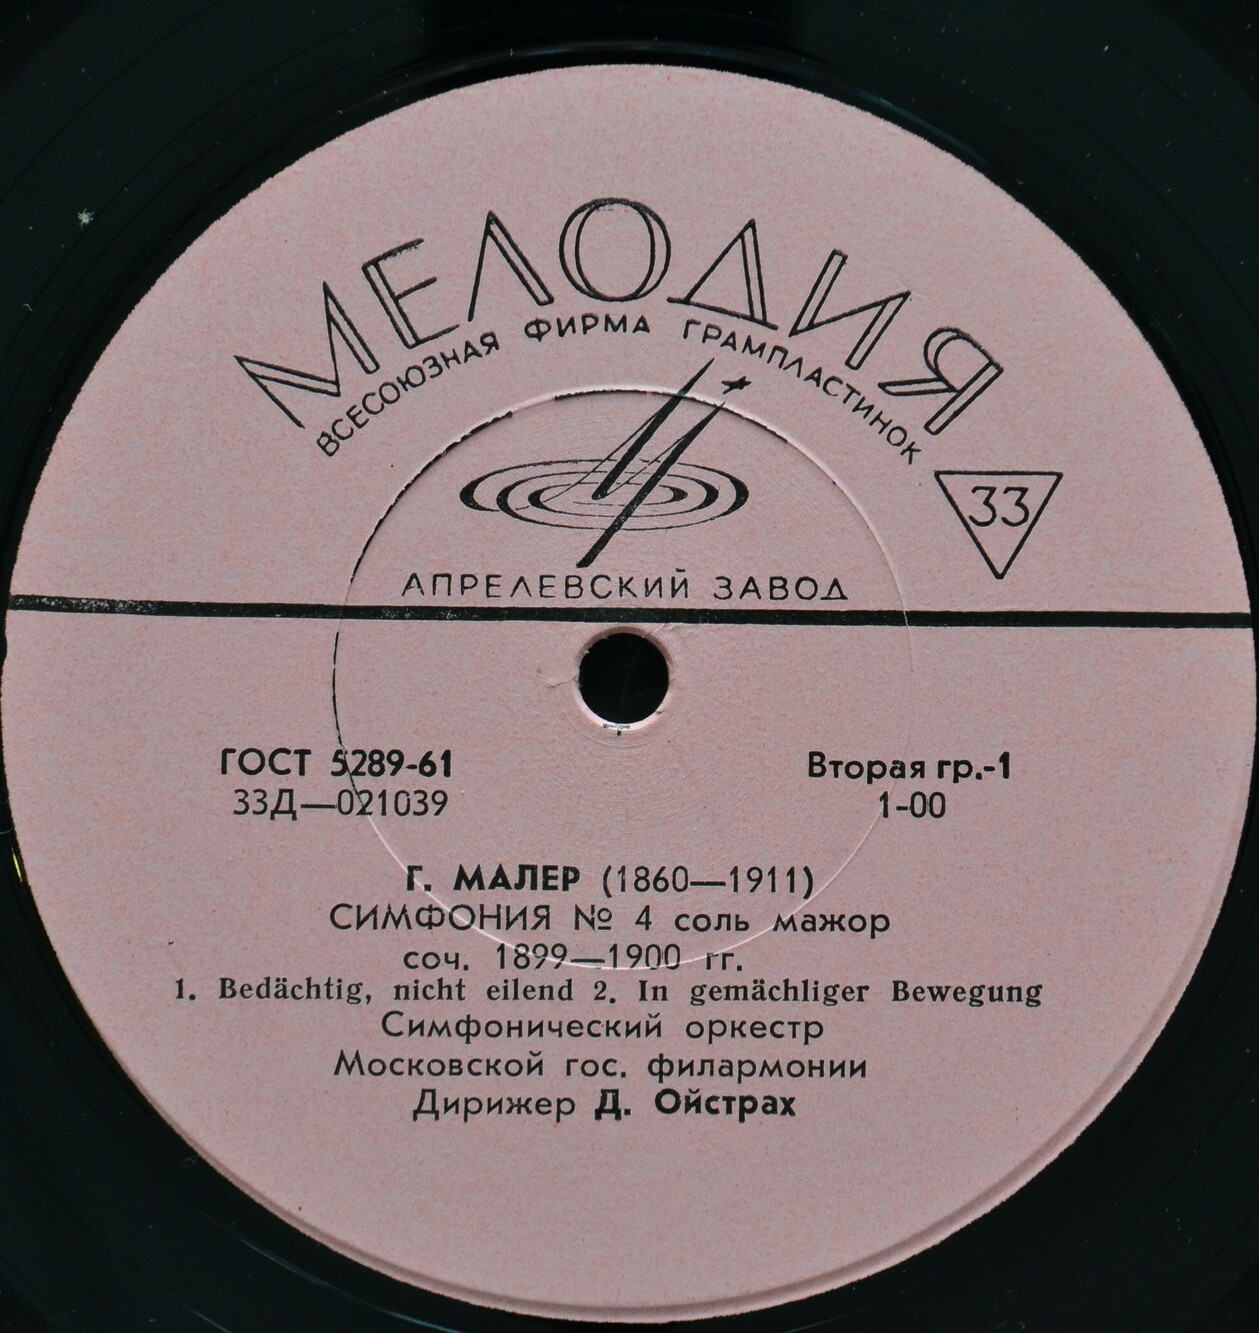 МЕЛОДИЯ
ВСЕСОЮЗНАЯ ФИРМА ГРАМПЛАСТИНОК
33
АПРЕЛЕВСКИЙ ЗАВОД
ГОСТ 5289-61
Вторая гр.-1
33Д—021039
1-00
Г. МАЛЕР (1860—1911)
СИМФОНИЯ № 4 соль мажор
соч. 1899—1900 гг.
1. Bedächtig, nicht eilend 2. In gemächliger Bewegung
Симфонический оркестр
Московской гос. филармонии
Дирижер Д. Ойстрах